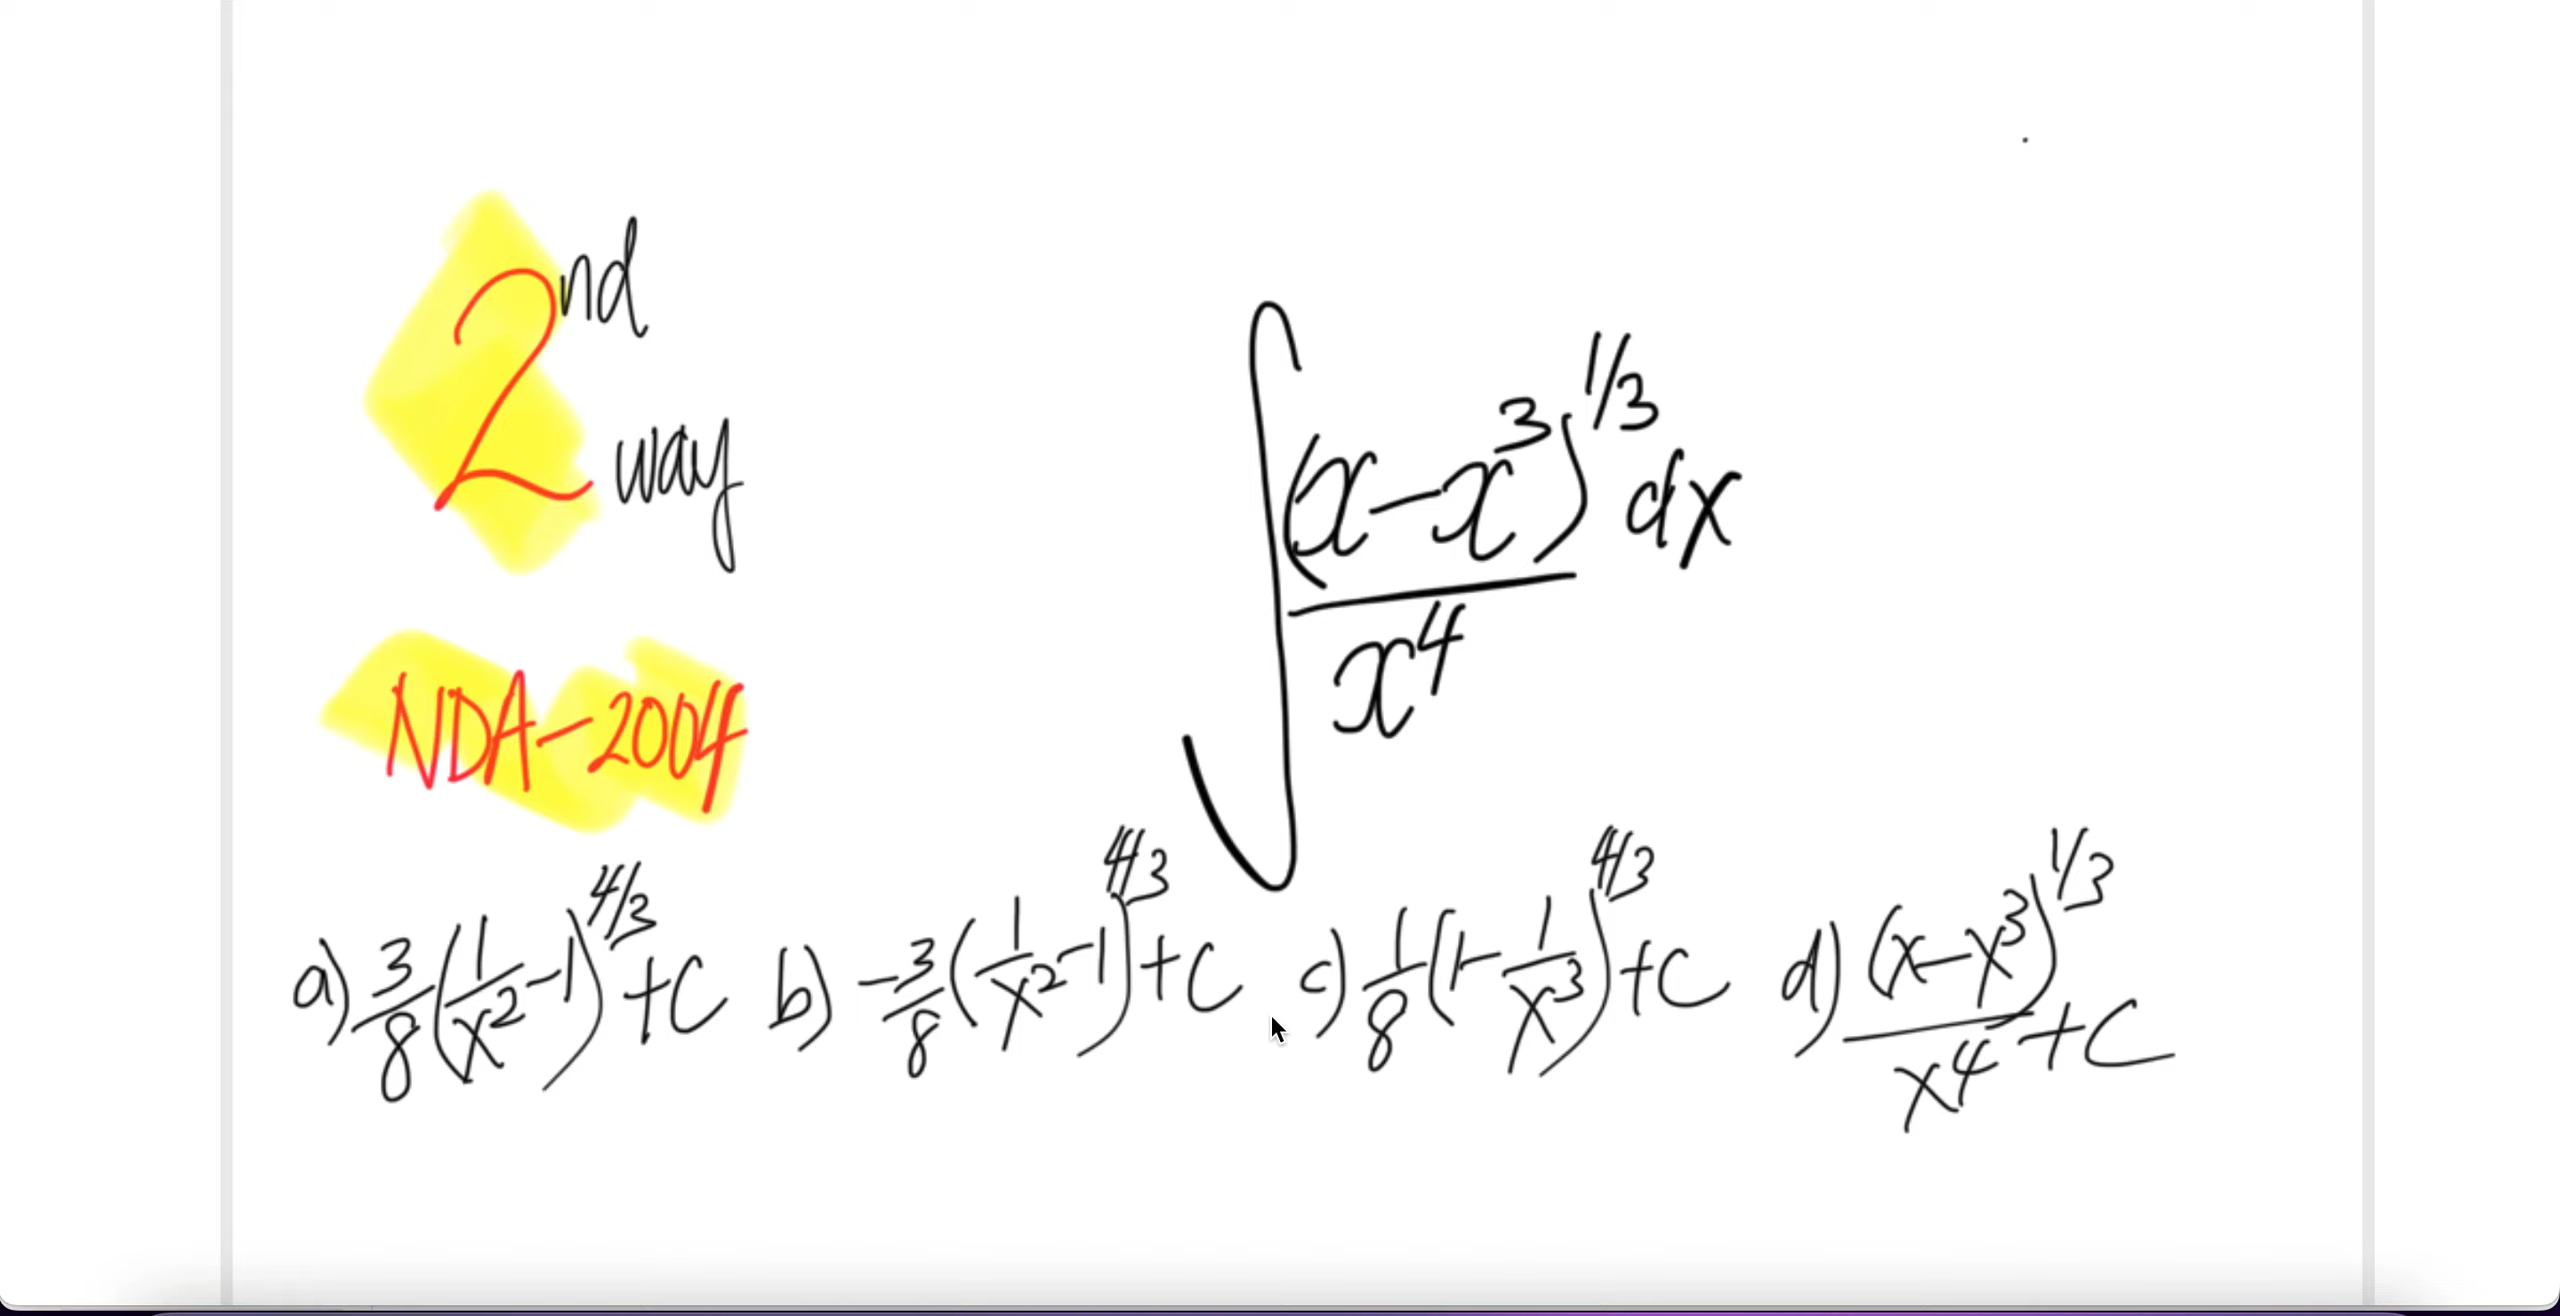 2nd
way
∫ (x-x³)^1/3 / x⁴ dx
NDA-2004
a) 3/8 (1/x² - 1)^4/3 + C b) -3/8 (1/x² - 1)^4/3 + C c) 1/8 (1 - 1/x³)^4/3 + C d) (x-x³)^1/3 / x⁴ + C